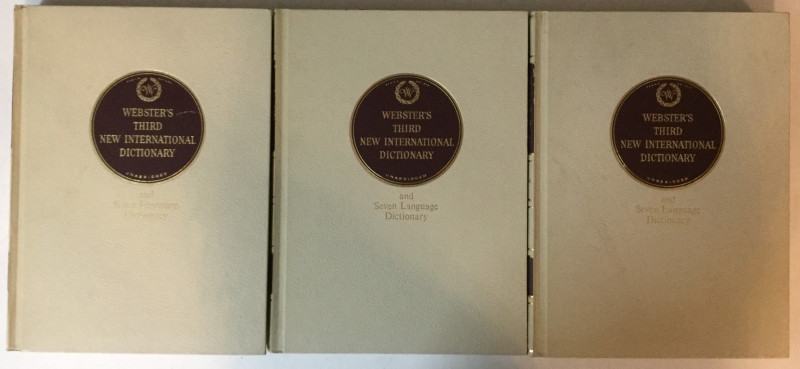 WEBSTER'S
THIRD
NEW INTERNATIONAL
DICTIONARY
UNABRIDGED
and
Seven Language
Dictionary
WEBSTER'S
THIRD
NEW INTERNATIONAL
DICTIONARY
UNABRIDGED
and
Seven Language
Dictionary
WEBSTER'S
THIRD
NEW INTERNATIONAL
DICTIONARY
UNABRIDGED
and
Seven Language
Dictionary